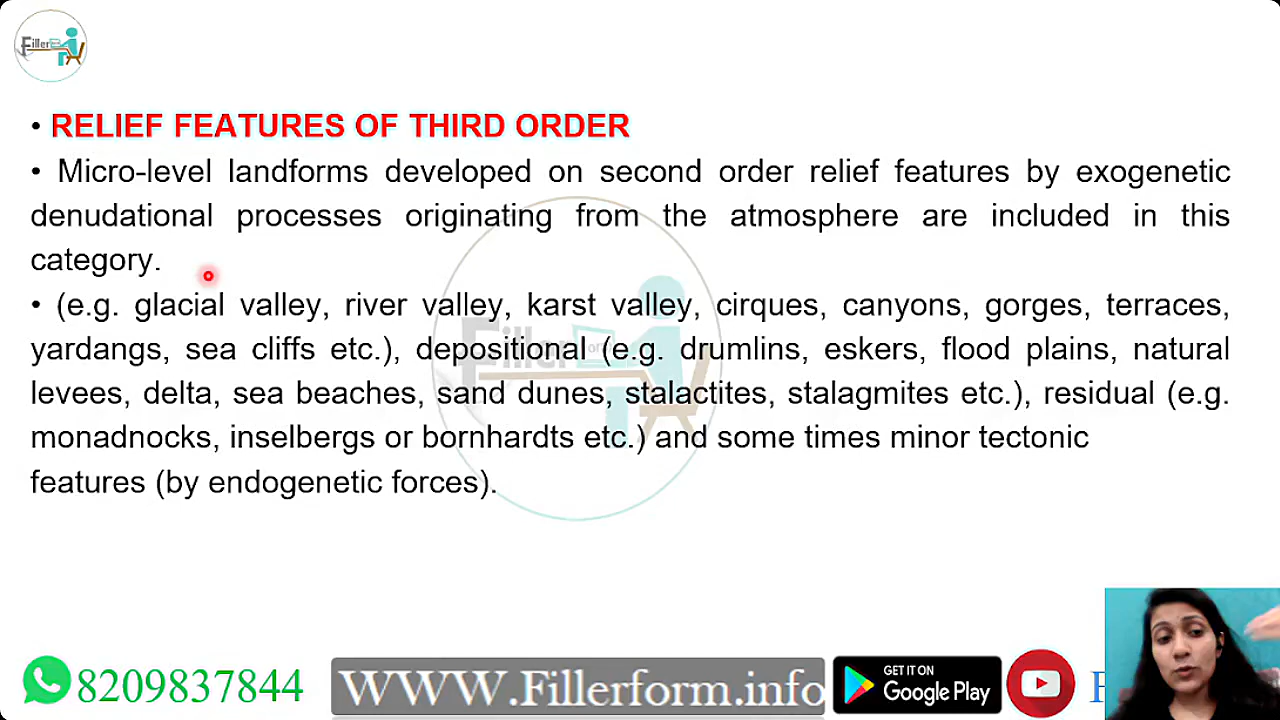 Fillerform
• RELIEF FEATURES OF THIRD ORDER
• Micro-level landforms developed on second order relief features by exogenetic
denudational processes originating from the atmosphere are included in this
category.
• (e.g. glacial valley, river valley, karst valley, cirques, canyons, gorges, terraces,
yardangs, sea cliffs etc.), depositional (e.g. drumlins, eskers, flood plains, natural
levees, delta, sea beaches, sand dunes, stalactites, stalagmites etc.), residual (e.g.
monadnocks, inselbergs or bornhardts etc.) and some times minor tectonic
features (by endogenetic forces).
8209837844
WWW.Fillerform.info
GET IT ON
Google Play
F